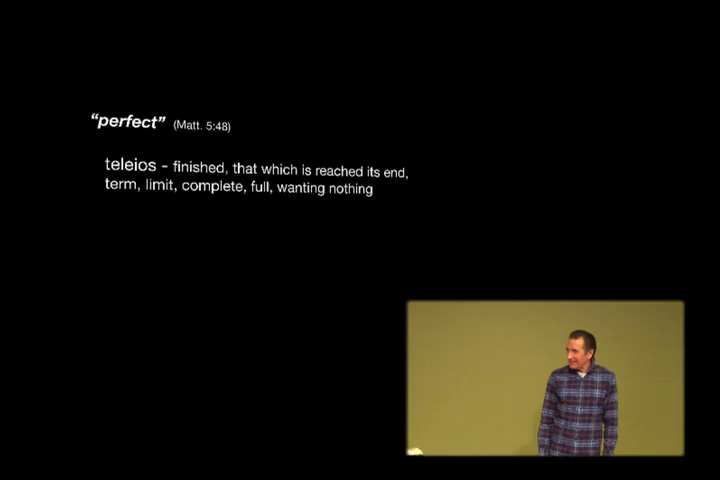 “perfect” (Matt. 5:48)
teleios - finished, that which is reached its end,
term, limit, complete, full, wanting nothing